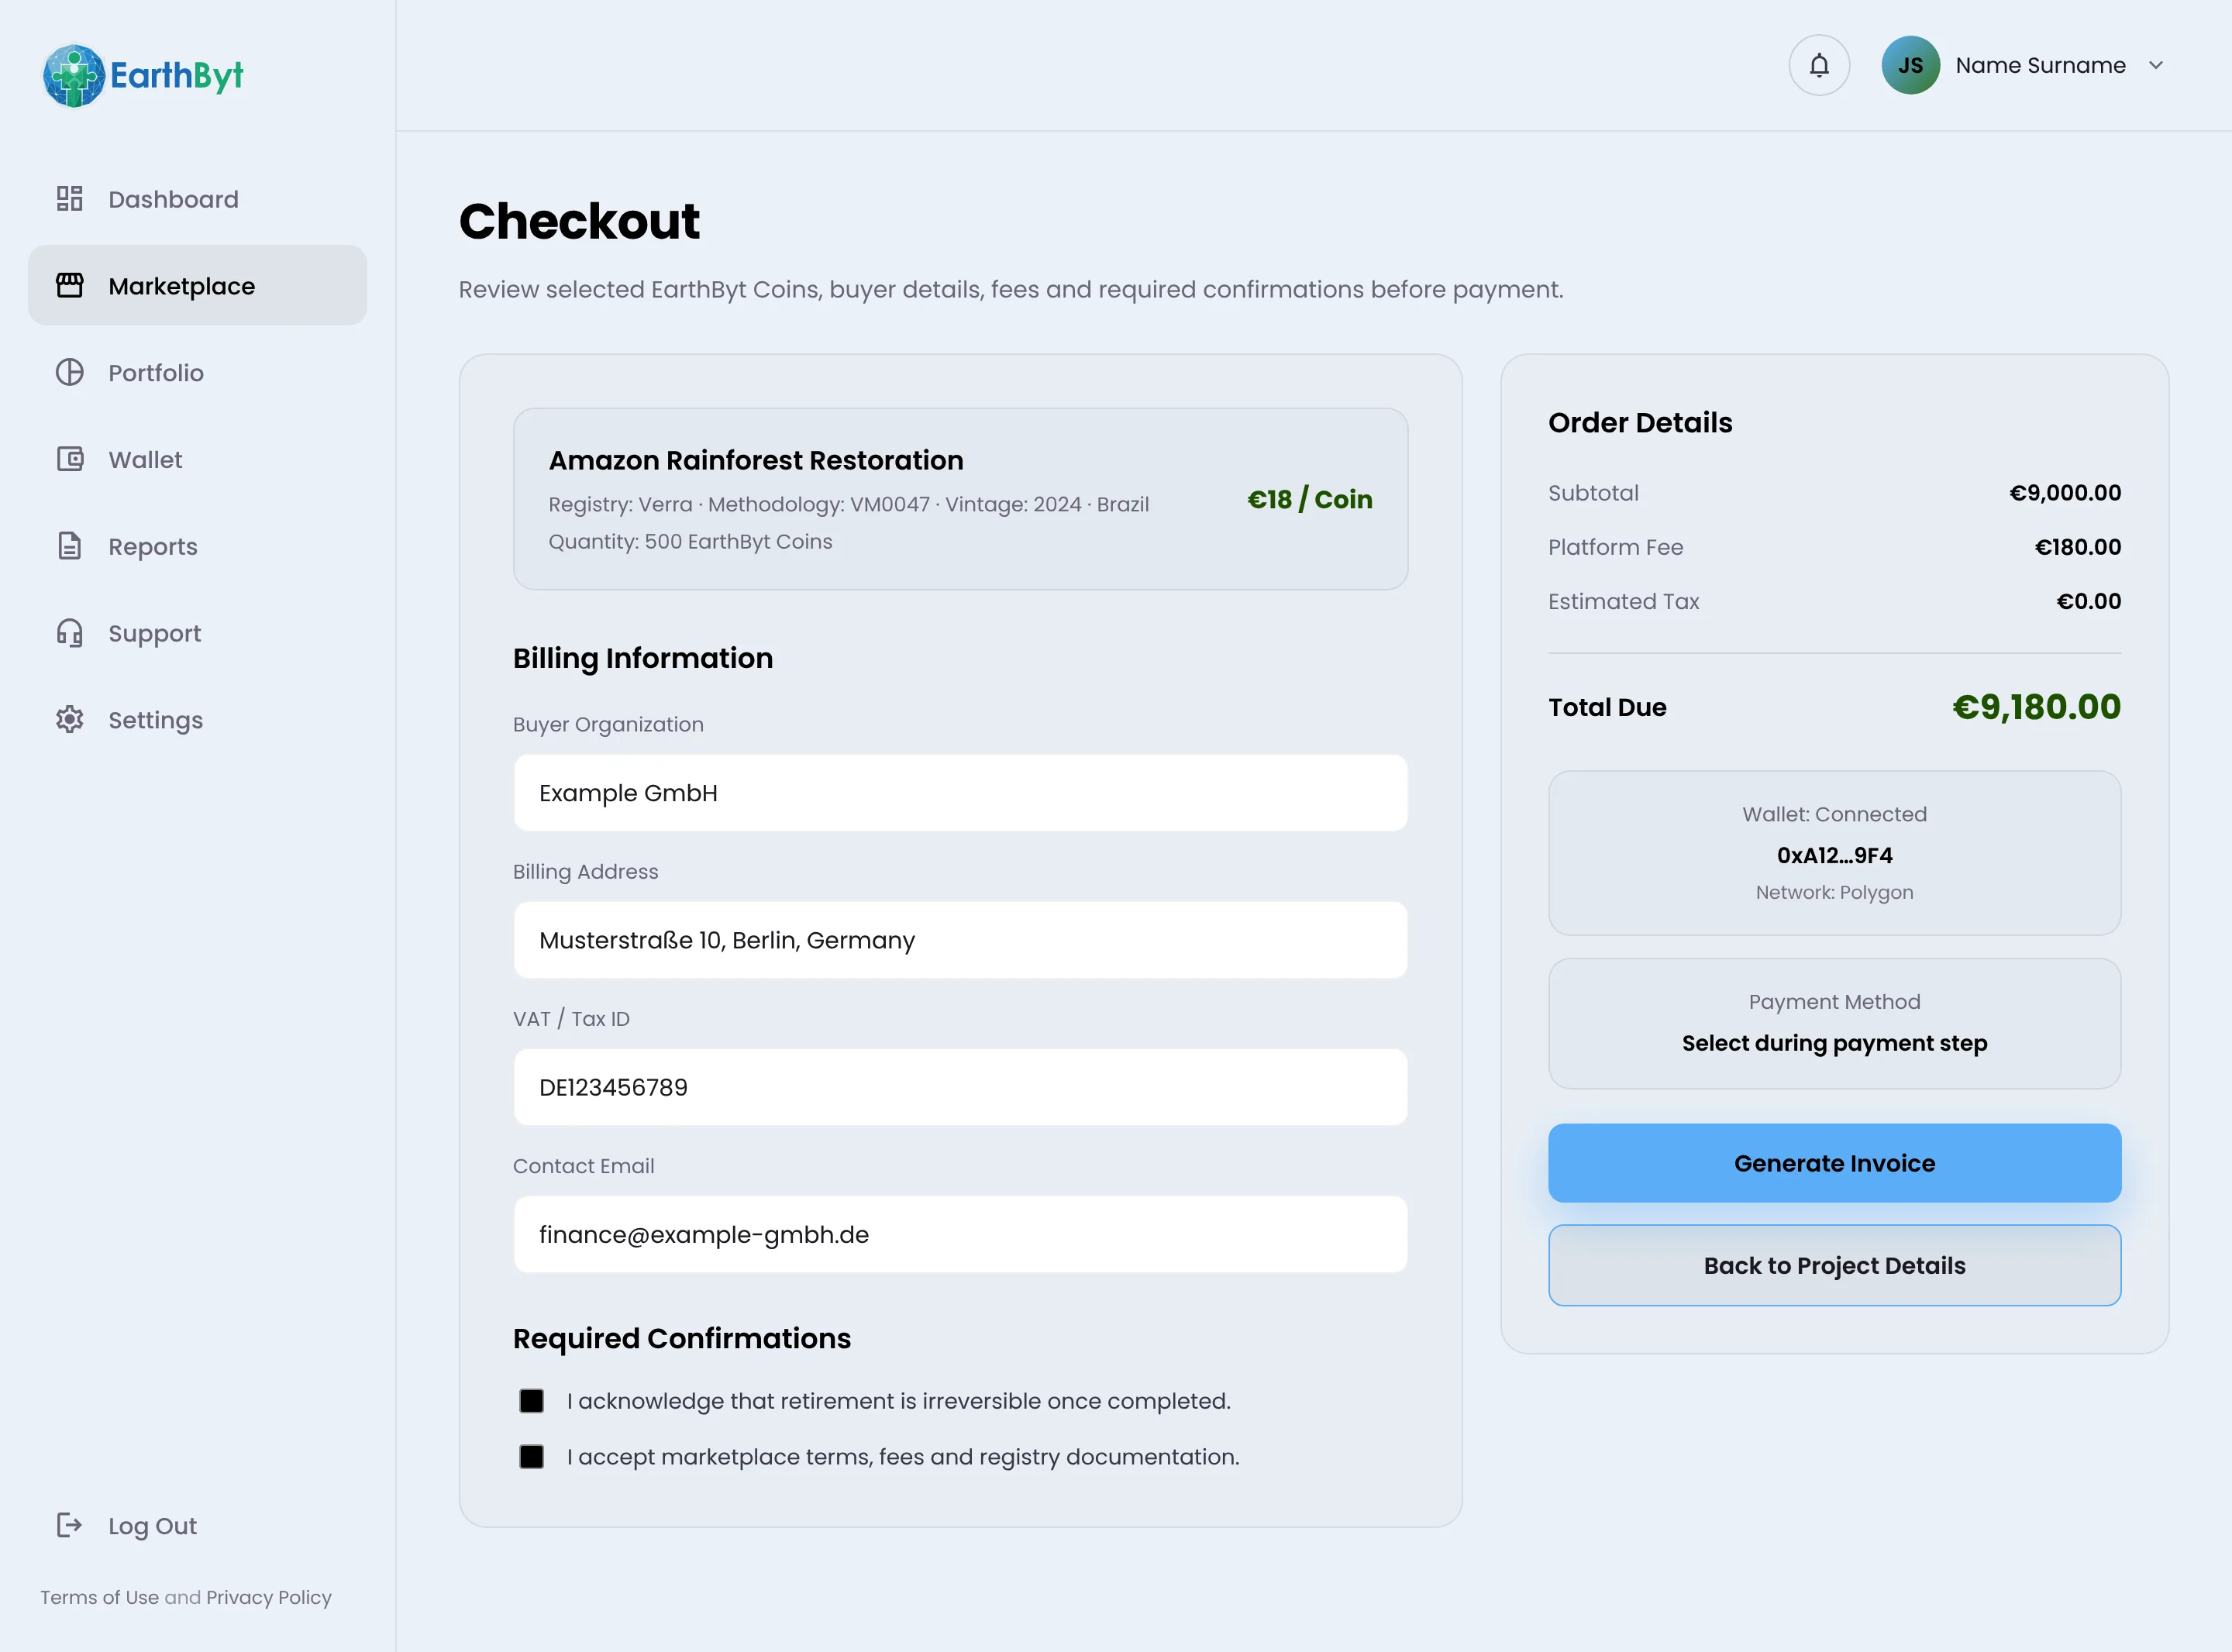 EarthByt
JS
Name Surname
Dashboard
Marketplace
Portfolio
Wallet
Reports
Support
Settings
Log Out
Terms of Use and Privacy Policy
Checkout
Review selected EarthByt Coins, buyer details, fees and required confirmations before payment.
Amazon Rainforest Restoration
Registry: Verra · Methodology: VM0047 · Vintage: 2024 · Brazil
Quantity: 500 EarthByt Coins
€18 / Coin
Billing Information
Buyer Organization
Example GmbH
Billing Address
Musterstraße 10, Berlin, Germany
VAT / Tax ID
DE123456789
Contact Email
finance@example-gmbh.de
Required Confirmations
I acknowledge that retirement is irreversible once completed.
I accept marketplace terms, fees and registry documentation.
Order Details
Subtotal €9,000.00
Platform Fee €180.00
Estimated Tax €0.00
Total Due €9,180.00
Wallet: Connected
0xA12...9F4
Network: Polygon
Payment Method
Select during payment step
Generate Invoice
Back to Project Details